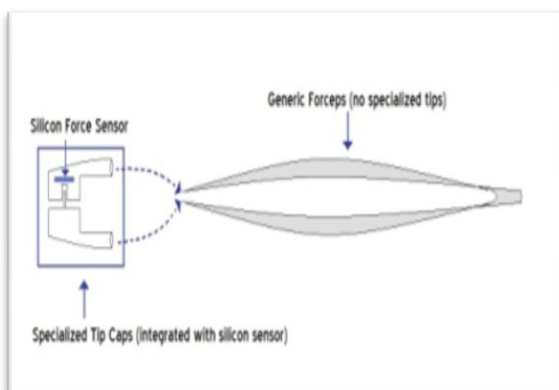 Generic Forceps (no specialized tips)
Silicon Force Sensor
Specialized Tip Caps (integrated with silicon sensor)